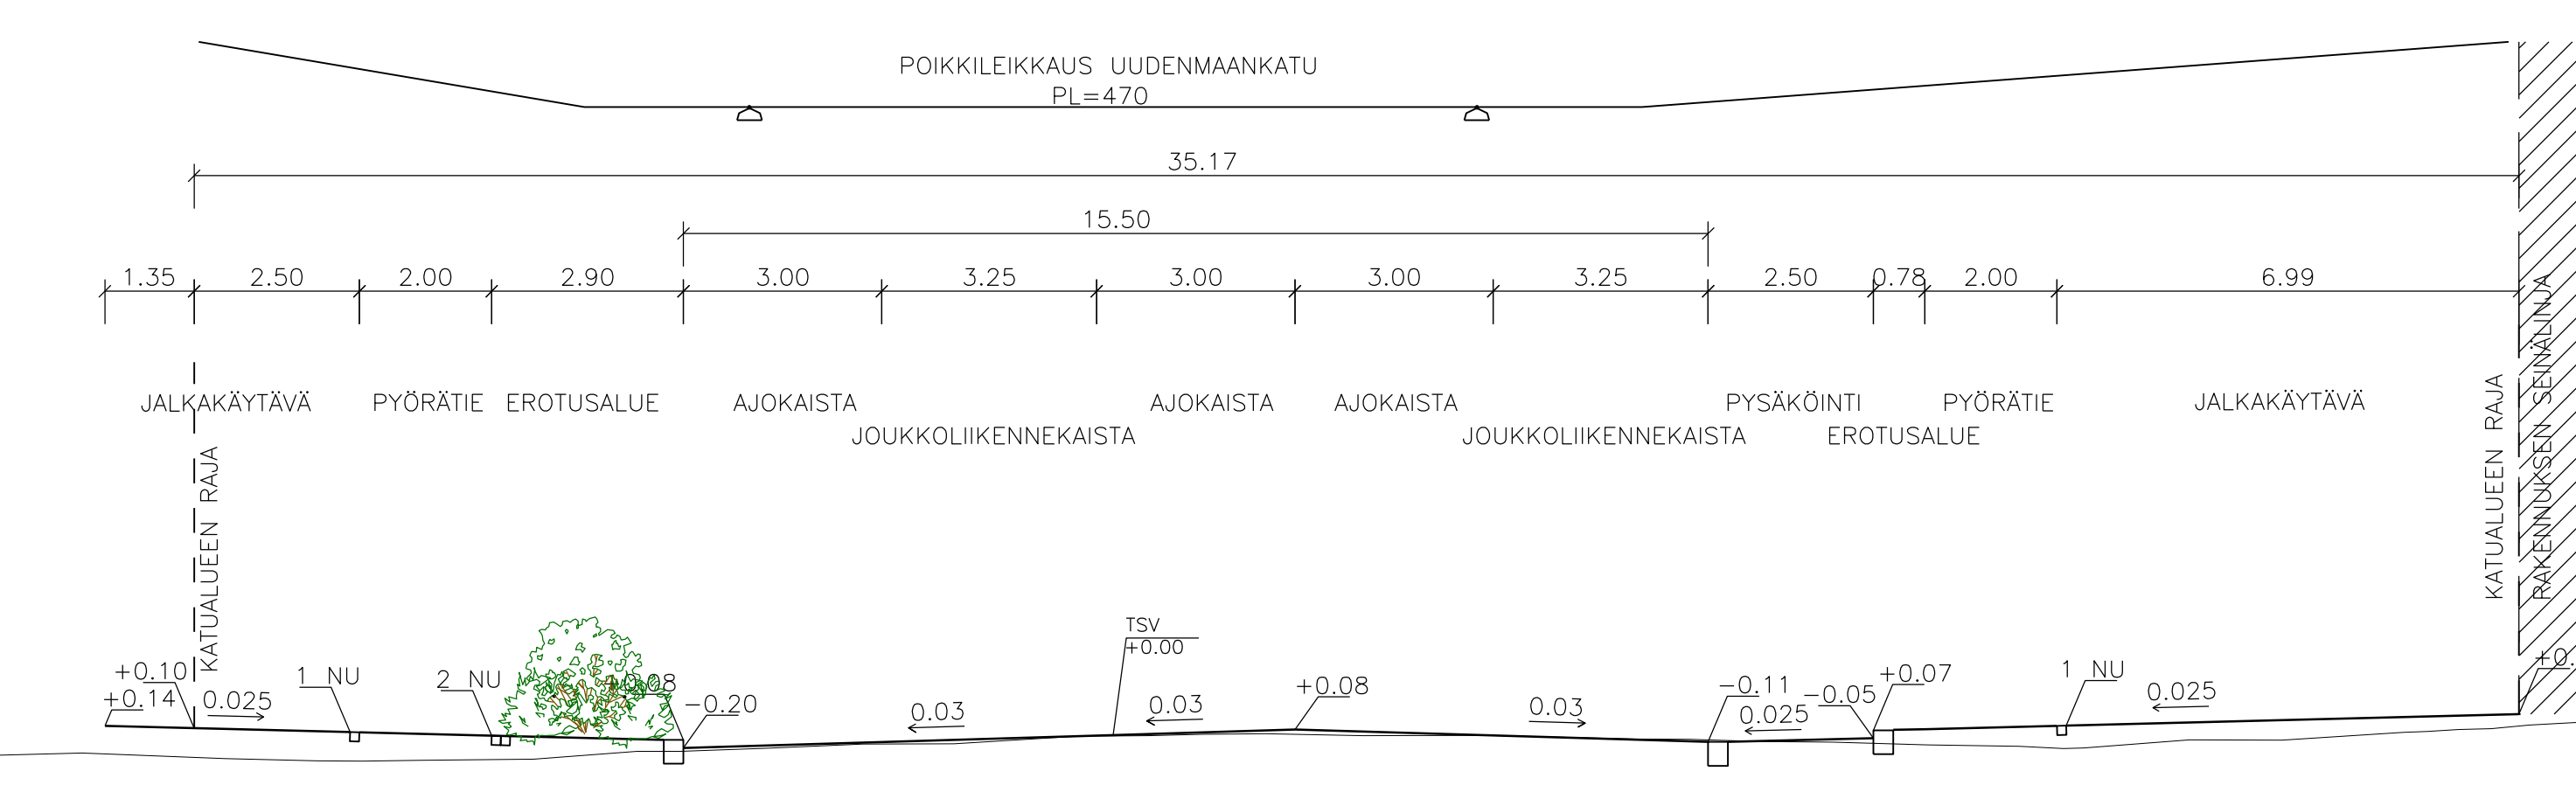 POIKKILEIKKAUS UUDENMAANKATU
PL=470
35.17
15.50
1.35 2.50 2.00 2.90 3.00 3.25 3.00 3.00 3.25 2.50 0.78 2.00 6.99
JALKAKÄYTÄVÄ PYÖRÄTIE EROTUSALUE AJOKAISTA AJOKAISTA AJOKAISTA PYSÄKÖINTI PYÖRÄTIE JALKAKÄYTÄVÄ
JOUKKOLIIKENNEKAISTA JOUKKOLIIKENNEKAISTA EROTUSALUE
KATUALUEEN RAJA
KATUALUEEN RAJA
RAKENNUKSEN SEINÄLINJA
TSV
+0.00
+0.10 1 NU 2 NU +0.08 +0.08 -0.11 +0.07 1 NU
+0.14 0.025 -0.20 0.03 0.03 0.03 0.025 -0.05 0.025